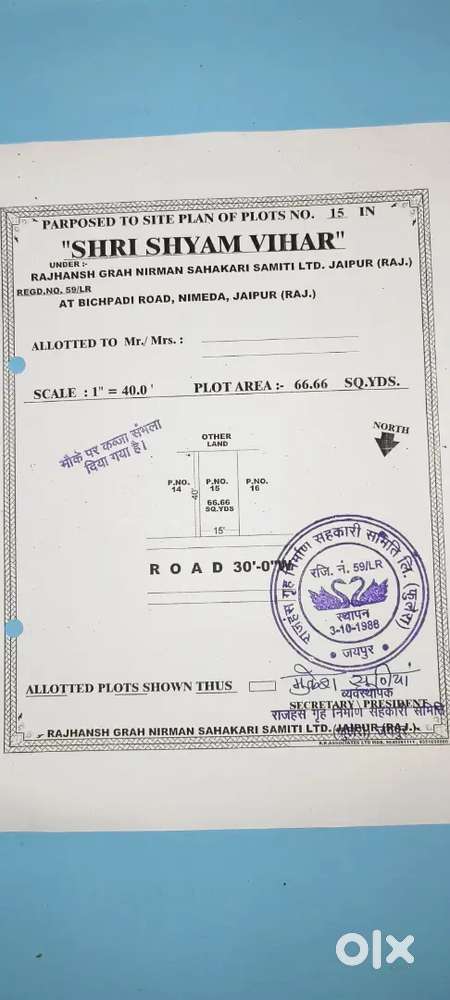 PARPOSED TO SITE PLAN OF PLOTS NO. 15 IN
"SHRI SHYAM VIHAR"
UNDER :-
RAJHANSH GRAH NIRMAN SAHAKARI SAMITI LTD. JAIPUR (RAJ.)
REGD.NO. 59/LR
AT BICHPADI ROAD, NIMEDA, JAIPUR (RAJ.)
ALLOTTED TO Mr./ Mrs. :
SCALE : 1" = 40.0 ' PLOT AREA :- 66.66 SQ.YDS.
मौके पर कब्जा संभला
दिया गया है।
NORTH
OTHER
LAND
P.NO.
14
40'
P.NO.
15
66.66
SQ.YDS
15'
P.NO.
16
ROAD 30'-0"W
राजहंस गृह निर्माण सहकारी समिति लि. (फुलेरा)
रजि. नं. 59/LR
स्थापन
3-10-1986
जयपुर
ALLOTTED PLOTS SHOWN THUS
व्यवस्थापक
SECRETARY \ PRESIDENT
राजहंस गृह निर्माण सहकारी समिति
RAJHANSH GRAH NIRMAN SAHAKARI SAMITI LTD. JAIPUR (RAJ.)
olx